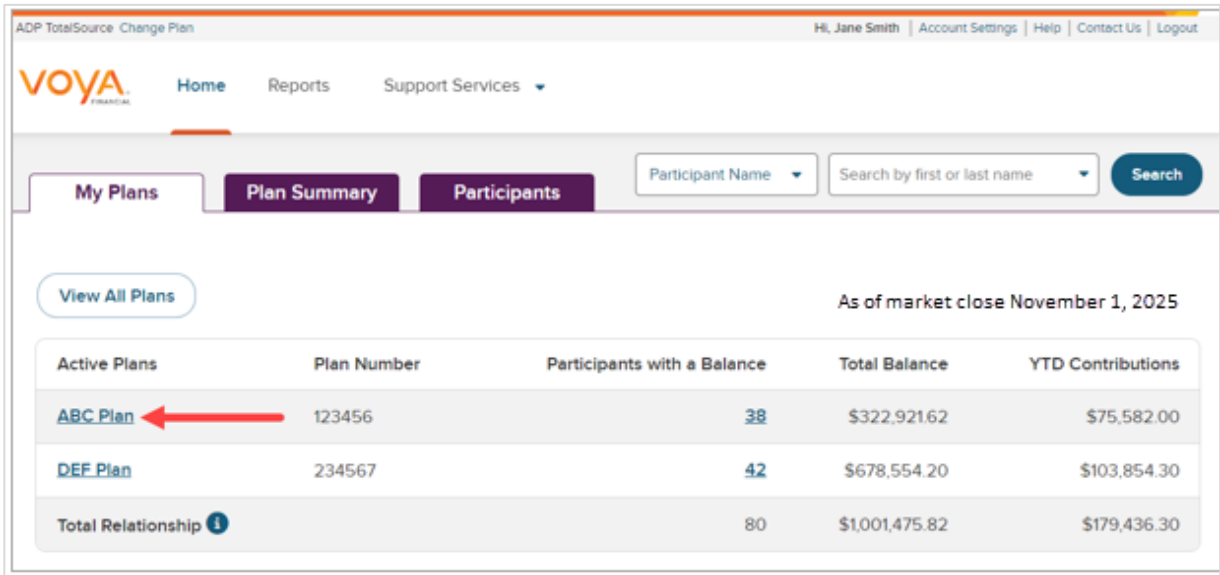 ADP TotalSource Change Plan
Hi, Jane Smith | Account Settings | Help | Contact Us | Logout
VOYA FINANCIAL
Home Reports Support Services
My Plans Plan Summary Participants
Participant Name Search by first or last name Search
View All Plans
As of market close November 1, 2025
Active Plans Plan Number Participants with a Balance Total Balance YTD Contributions
ABC Plan 123456 38 $322,921.62 $75,582.00
DEF Plan 234567 42 $678,554.20 $103,854.30
Total Relationship i 80 $1,001,475.82 $179,436.30